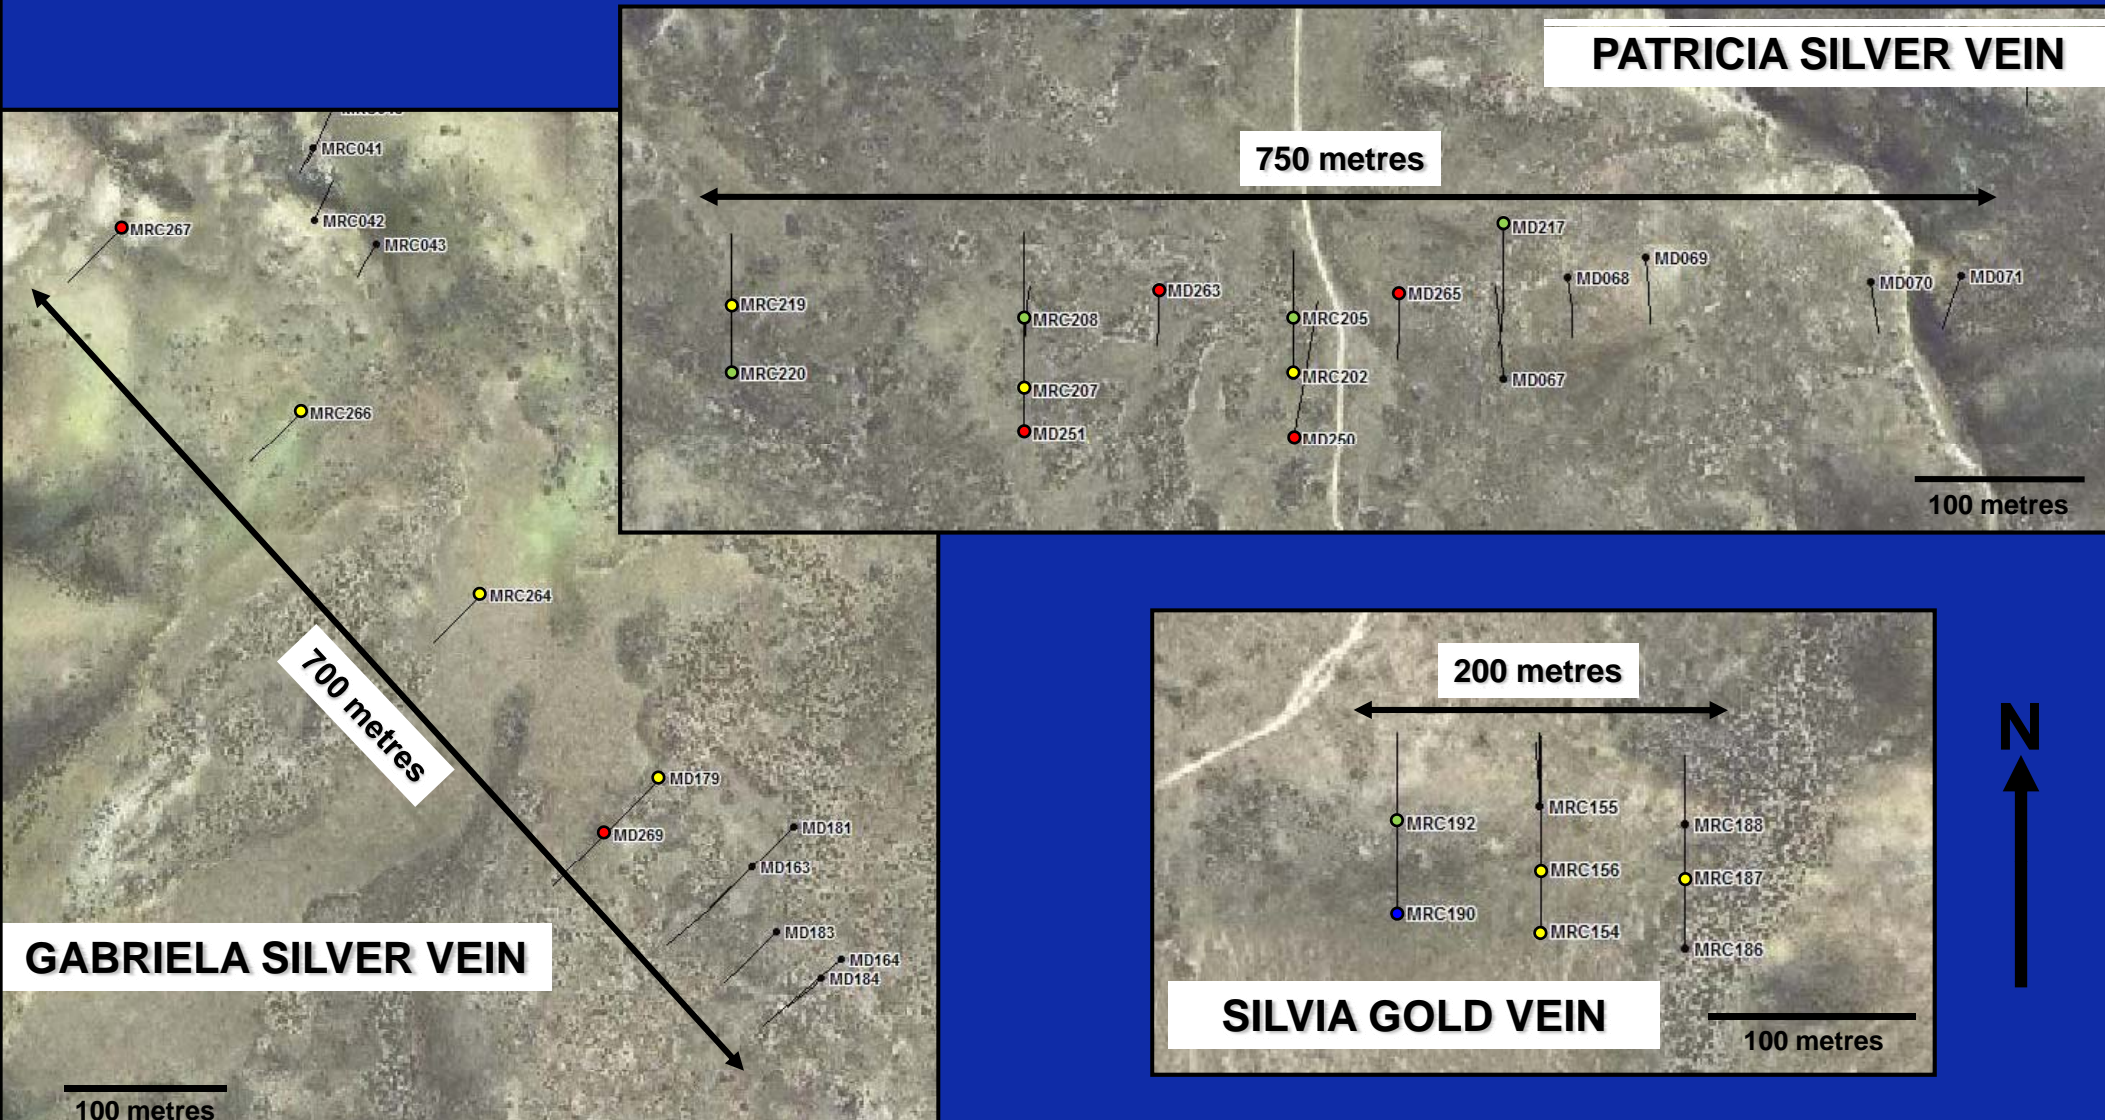 PATRICIA SILVER VEIN
750 metres
MD217
MD069
MD068
MD070
MD071
MD263
MD265
MRC219
MRC208
MRC205
MRC220
MRC207
MRC202
MD067
MD251
MD250
100 metres
MRC041
MRC042
MRC267
MRC043
MRC266
MRC264
700 metres
MD179
MD269
MD181
MD163
MD183
MD164
MD184
GABRIELA SILVER VEIN
100 metres
200 metres
MRC155
MRC192
MRC188
MRC156
MRC187
MRC190
MRC154
MRC186
SILVIA GOLD VEIN
100 metres
N